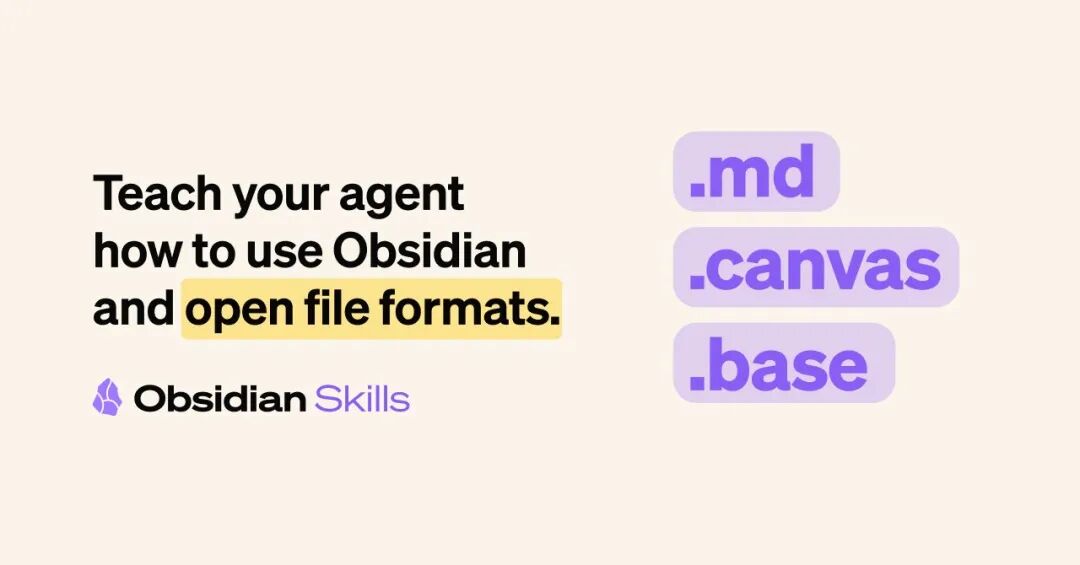 Teach your agent
how to use Obsidian
and open file formats.
Obsidian Skills
.md
.canvas
.base